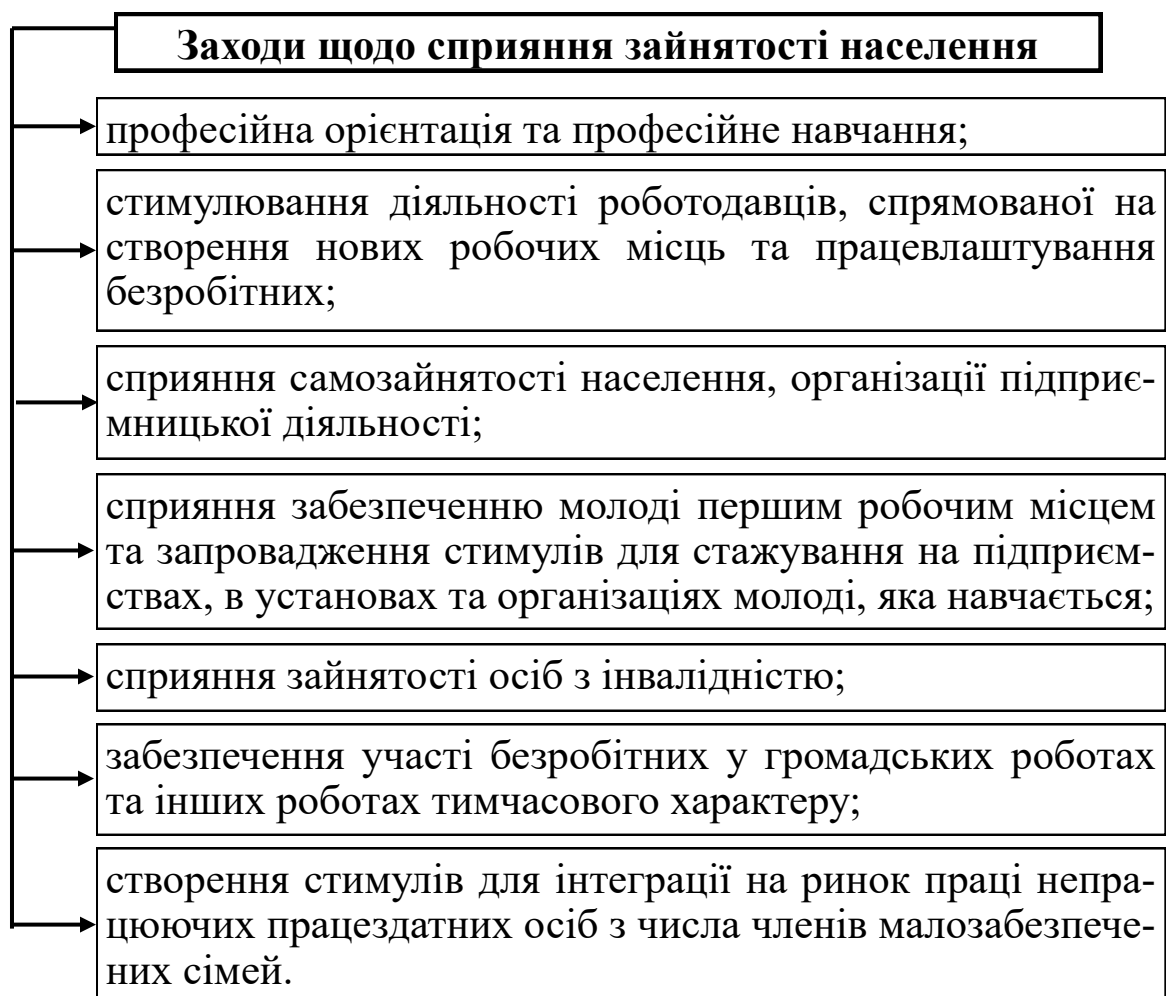 Заходи щодо сприяння зайнятості населення
професійна орієнтація та професійне навчання;
стимулювання діяльності роботодавців, спрямованої на
створення нових робочих місць та працевлаштування
безробітних;
сприяння самозайнятості населення, організації підприє-
мницької діяльності;
сприяння забезпеченню молоді першим робочим місцем
та запровадження стимулів для стажування на підприєм-
ствах, в установах та організаціях молоді, яка навчається;
сприяння зайнятості осіб з інвалідністю;
забезпечення участі безробітних у громадських роботах
та інших роботах тимчасового характеру;
створення стимулів для інтеграції на ринок праці непра-
цюючих працездатних осіб з числа членів малозабезпече-
них сімей.